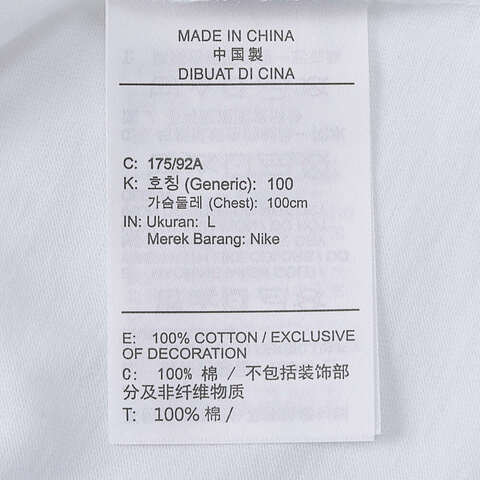 MADE IN CHINA
中国製
DIBUAT DI CINA
C: 175/92A
K: 호칭 (Generic): 100
가슴둘레 (Chest): 100cm
IN: Ukuran: L
Merek Barang: Nike
E: 100% COTTON / EXCLUSIVE
OF DECORATION
C: 100% 棉 / 不包括装饰部
分及非纤维物质
T: 100% 棉 /